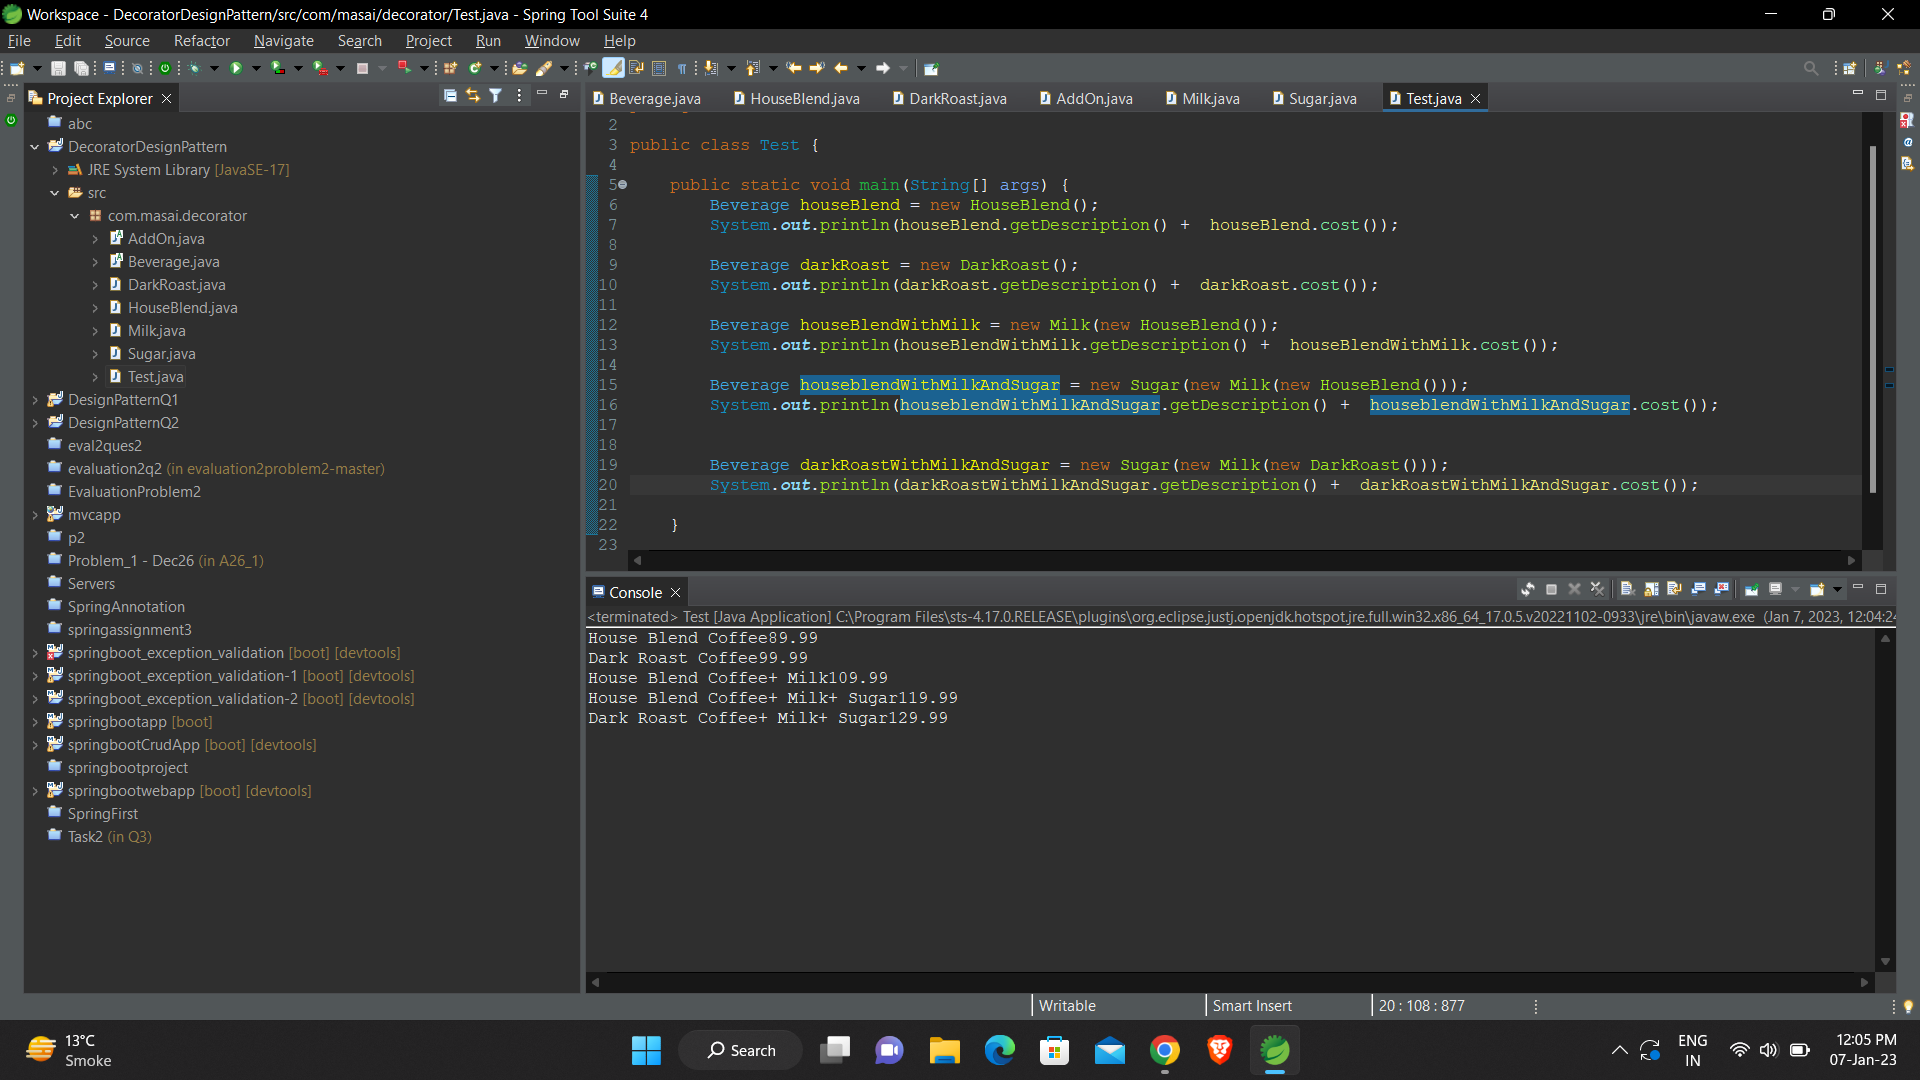 Workspace - DecoratorDesignPattern/src/com/masai/decorator/Test.java - Spring Tool Suite 4
File Edit Source Refactor Navigate Search Project Run Window Help
Project Explorer
abc
DecoratorDesignPattern
JRE System Library [JavaSE-17]
src
com.masai.decorator
AddOn.java
Beverage.java
DarkRoast.java
HouseBlend.java
Milk.java
Sugar.java
Test.java
DesignPatternQ1
DesignPatternQ2
eval2ques2
evaluation2q2 (in evaluation2problem2-master)
EvaluationProblem2
mvcapp
p2
Problem_1 - Dec26 (in A26_1)
Servers
SpringAnnotation
springassignment3
springboot_exception_validation [boot] [devtools]
springboot_exception_validation-1 [boot] [devtools]
springboot_exception_validation-2 [boot] [devtools]
springbootapp [boot]
springbootCrudApp [boot] [devtools]
springbootproject
springbootwebapp [boot] [devtools]
SpringFirst
Task2 (in Q3)
Beverage.java HouseBlend.java DarkRoast.java AddOn.java Milk.java Sugar.java Test.java
2
3 public class Test {
4
5 public static void main(String[] args) {
6 Beverage houseBlend = new HouseBlend();
7 System.out.println(houseBlend.getDescription() + houseBlend.cost());
8
9 Beverage darkRoast = new DarkRoast();
10 System.out.println(darkRoast.getDescription() + darkRoast.cost());
11
12 Beverage houseBlendWithMilk = new Milk(new HouseBlend());
13 System.out.println(houseBlendWithMilk.getDescription() + houseBlendWithMilk.cost());
14
15 Beverage houseblendWithMilkAndSugar = new Sugar(new Milk(new HouseBlend()));
16 System.out.println(houseblendWithMilkAndSugar.getDescription() + houseblendWithMilkAndSugar.cost());
17
18
19 Beverage darkRoastWithMilkAndSugar = new Sugar(new Milk(new DarkRoast()));
20 System.out.println(darkRoastWithMilkAndSugar.getDescription() + darkRoastWithMilkAndSugar.cost());
21
22 }
23
Console
<terminated> Test [Java Application] C:\Program Files\sts-4.17.0.RELEASE\plugins\org.eclipse.justj.openjdk.hotspot.jre.full.win32.x86_64_17.0.5.v20221102-0933\jre\bin\javaw.exe (Jan 7, 2023, 12:04:24
House Blend Coffee89.99
Dark Roast Coffee99.99
House Blend Coffee+ Milk109.99
House Blend Coffee+ Milk+ Sugar119.99
Dark Roast Coffee+ Milk+ Sugar129.99
Writable Smart Insert 20 : 108 : 877
13°C
Smoke
Search
ENG
IN
12:05 PM
07-Jan-23